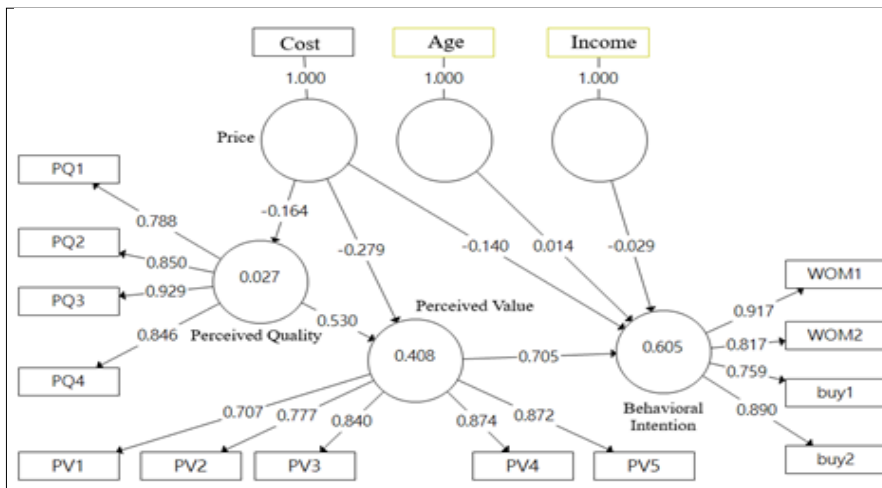 Cost
Age
Income
1.000
1.000
1.000
Price
PQ1
-0.164
0.788
-0.279
-0.140
0.014
-0.029
PQ2
0.850
WOM1
0.027
PQ3
0.929
Perceived Value
0.917
0.530
WOM2
0.846
Perceived Quality
0.817
0.408
0.705
0.605
0.759
buy1
PQ4
0.890
Behavioral
Intention
0.707
0.777
0.840
0.874
0.872
PV1
PV2
PV3
PV4
PV5
buy2